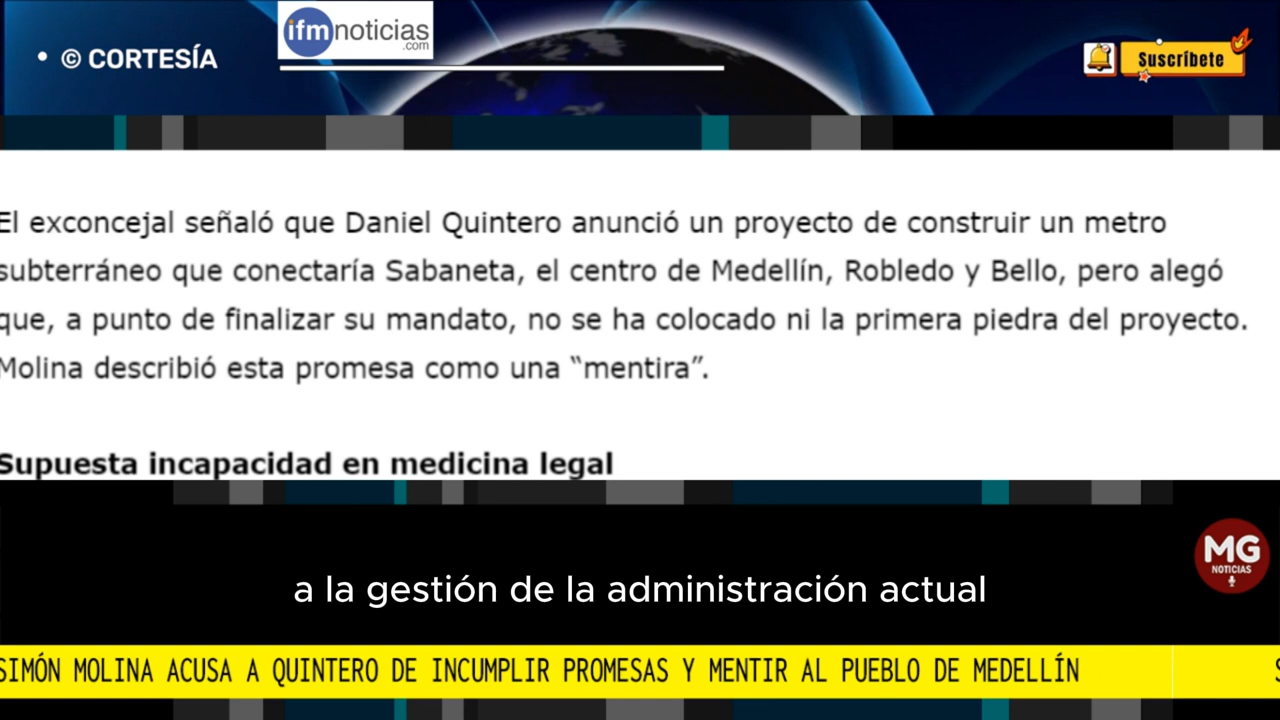 • © CORTESÍA
ifmnoticias
.com
Suscríbete
El exconcejal señaló que Daniel Quintero anunció un proyecto de construir un metro
subterráneo que conectaría Sabaneta, el centro de Medellín, Robledo y Bello, pero alegó
que, a punto de finalizar su mandato, no se ha colocado ni la primera piedra del proyecto.
Molina describió esta promesa como una “mentira”.
Supuesta incapacidad en medicina legal
MG
NOTICIAS
a la gestión de la administración actual
SIMÓN MOLINA ACUSA A QUINTERO DE INCUMPLIR PROMESAS Y MENTIR AL PUEBLO DE MEDELLÍN